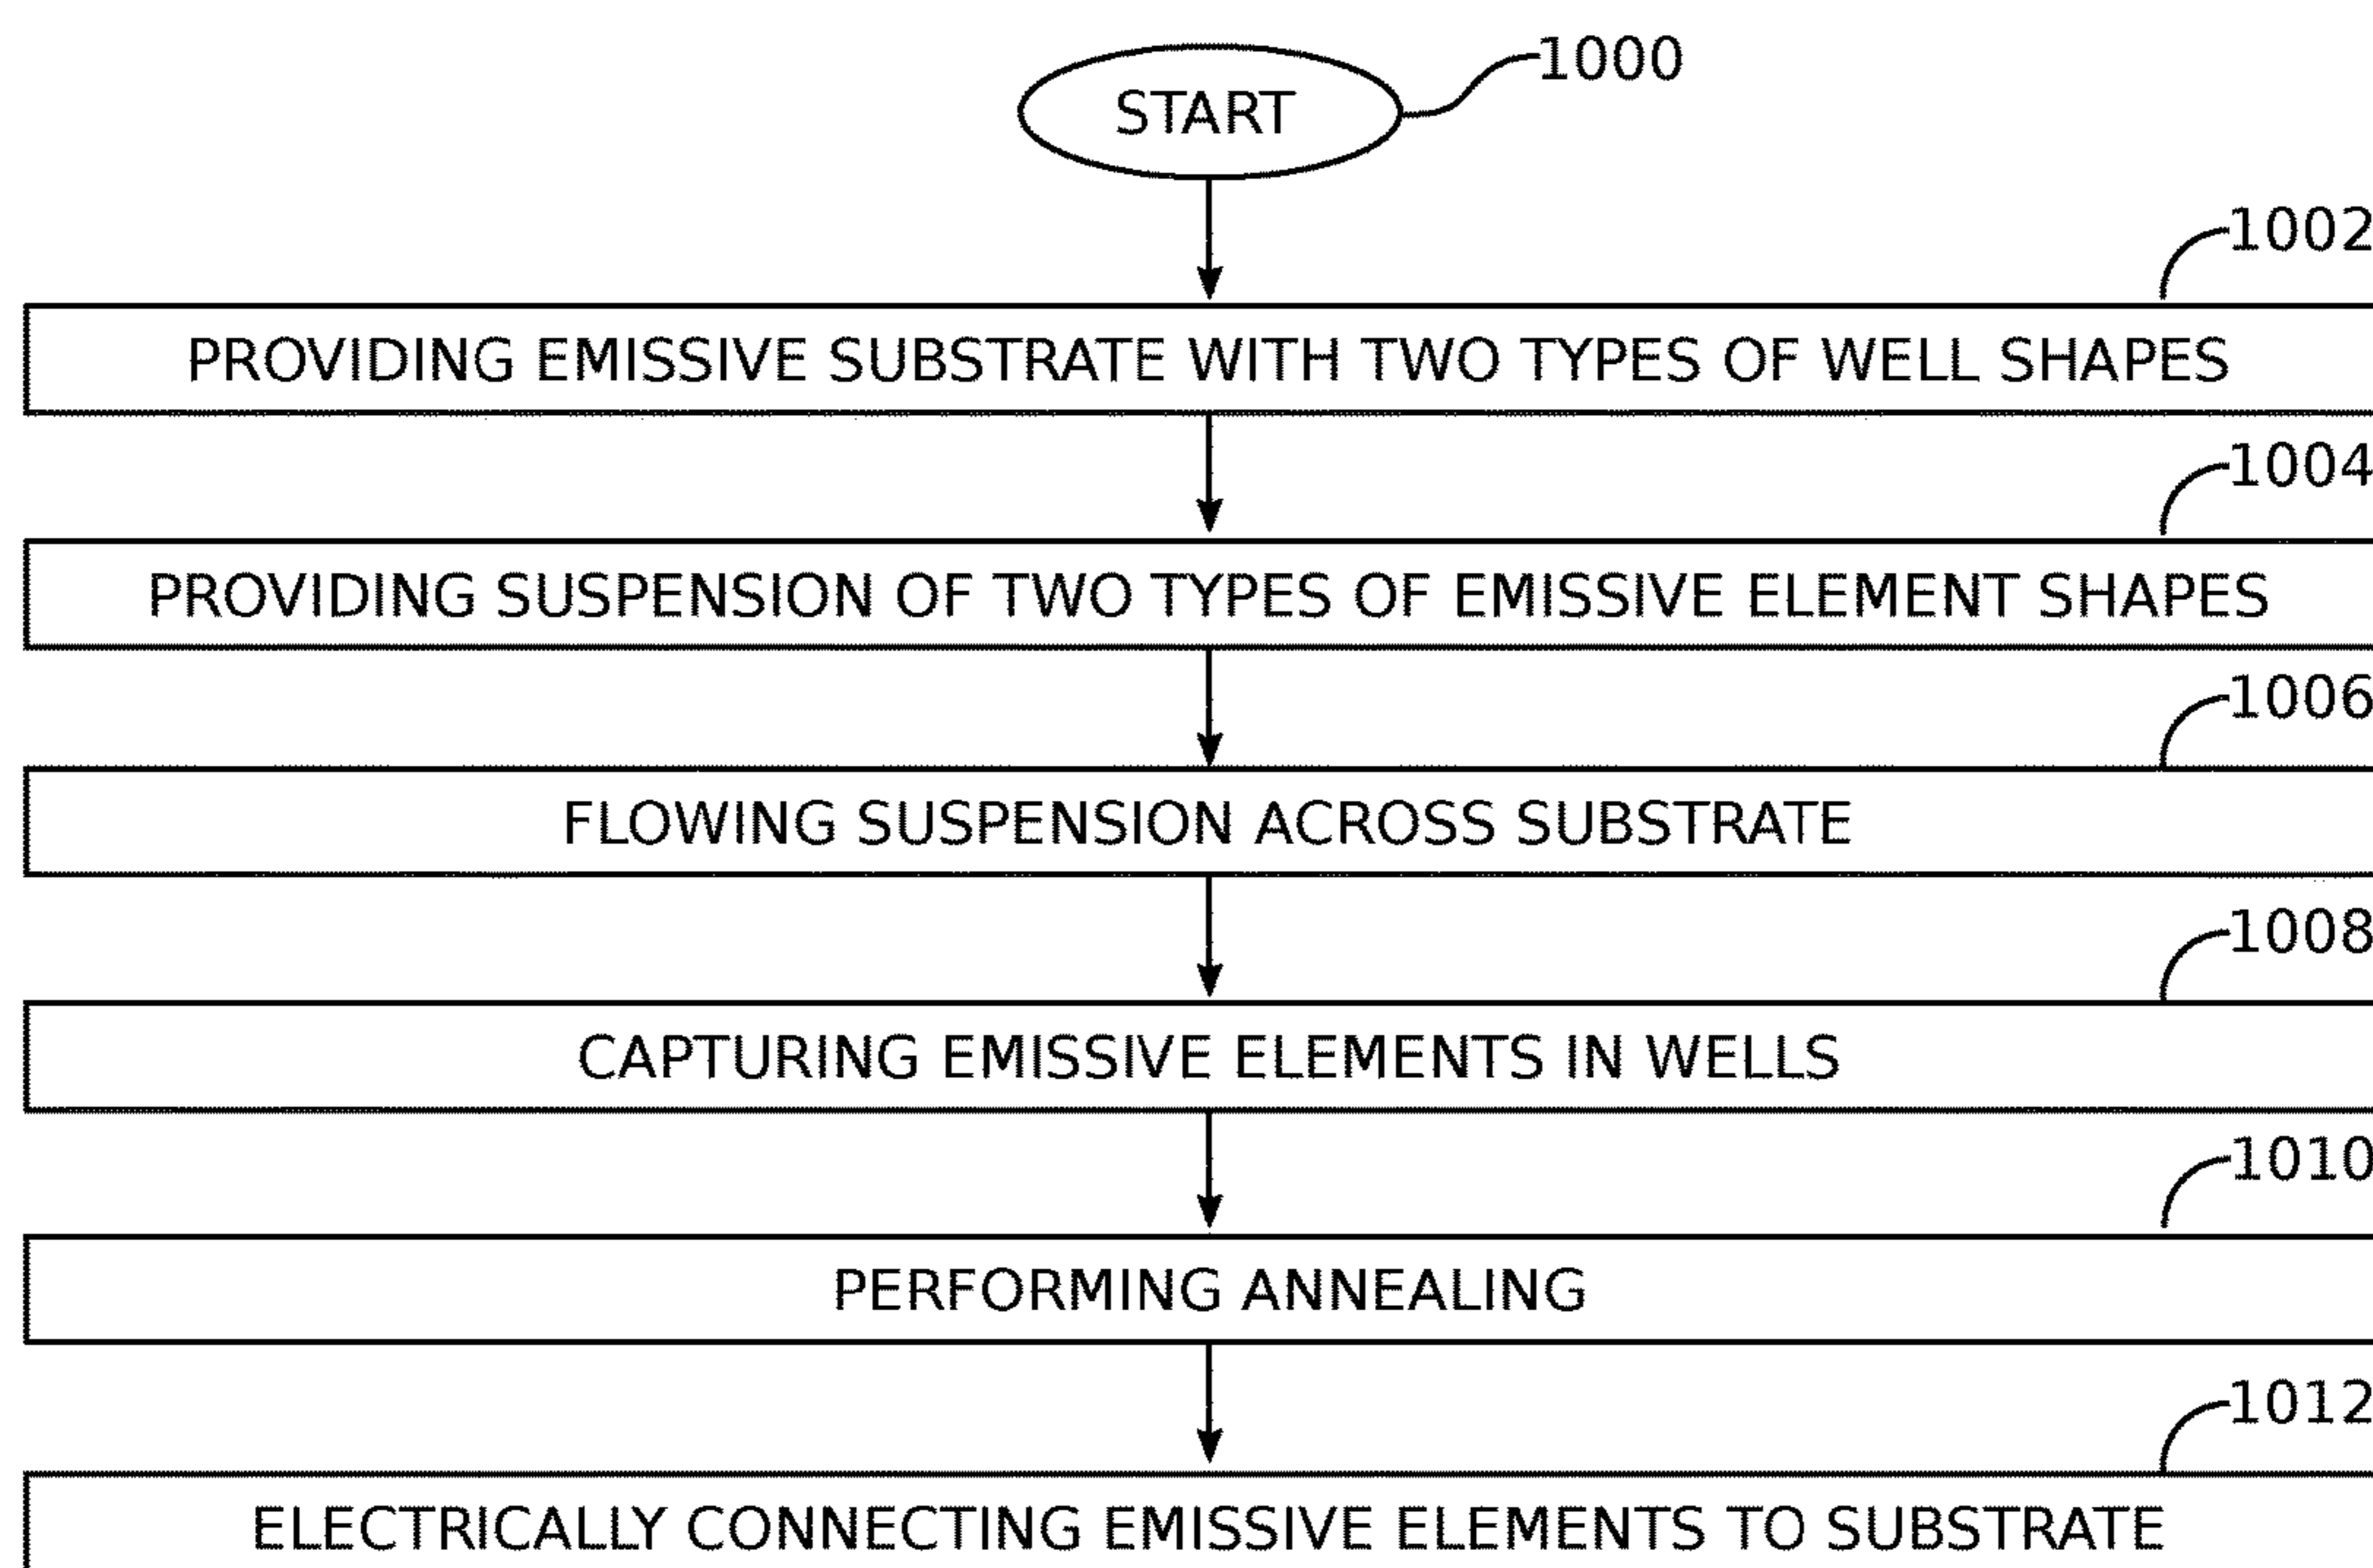 START
1000
1002
PROVIDING EMISSIVE SUBSTRATE WITH TWO TYPES OF WELL SHAPES
1004
PROVIDING SUSPENSION OF TWO TYPES OF EMISSIVE ELEMENT SHAPES
1006
FLOWING SUSPENSION ACROSS SUBSTRATE
1008
CAPTURING EMISSIVE ELEMENTS IN WELLS
1010
PERFORMING ANNEALING
1012
ELECTRICALLY CONNECTING EMISSIVE ELEMENTS TO SUBSTRATE